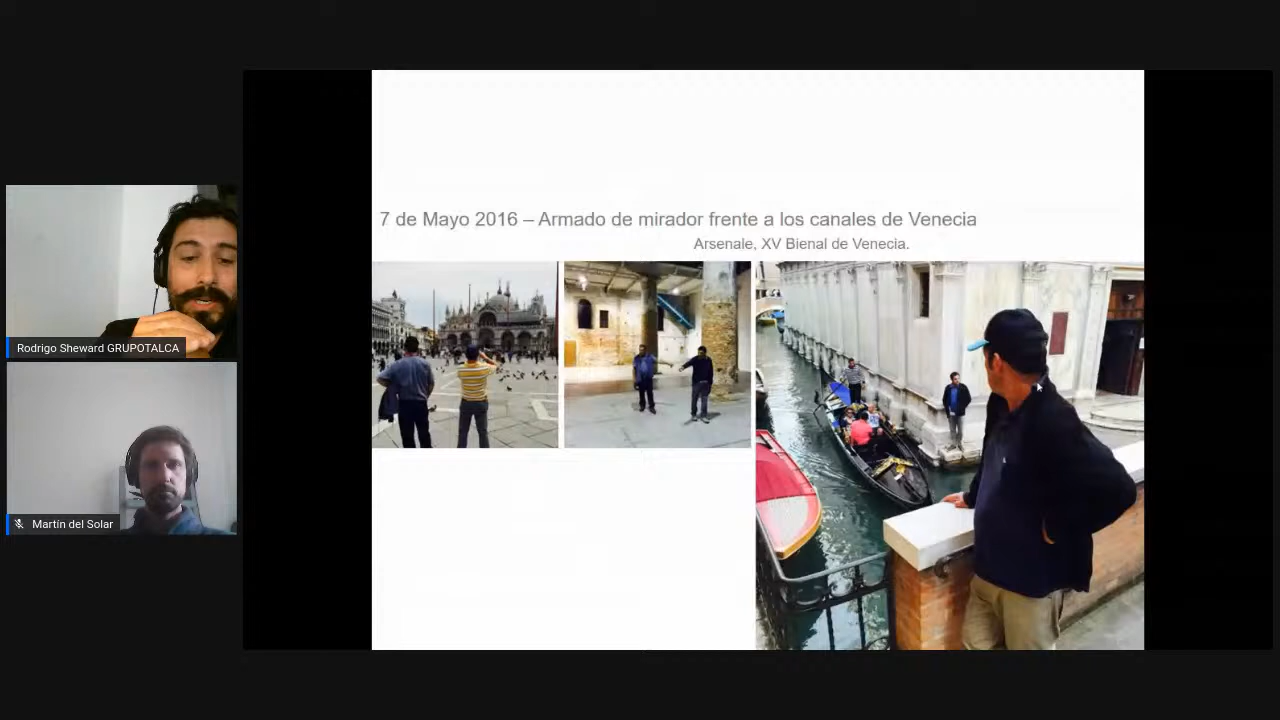 7 de Mayo 2016 – Armado de mirador frente a los canales de Venecia
Arsenale, XV Bienal de Venecia.
Rodrigo Sheward GRUPOTALCA
Martín del Solar